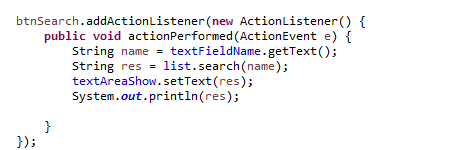 btnSearch.addActionListener(new ActionListener() {
    public void actionPerformed(ActionEvent e) {
        String name = textFieldName.getText();
        String res = list.search(name);
        textAreaShow.setText(res);
        System.out.println(res);

    }
});